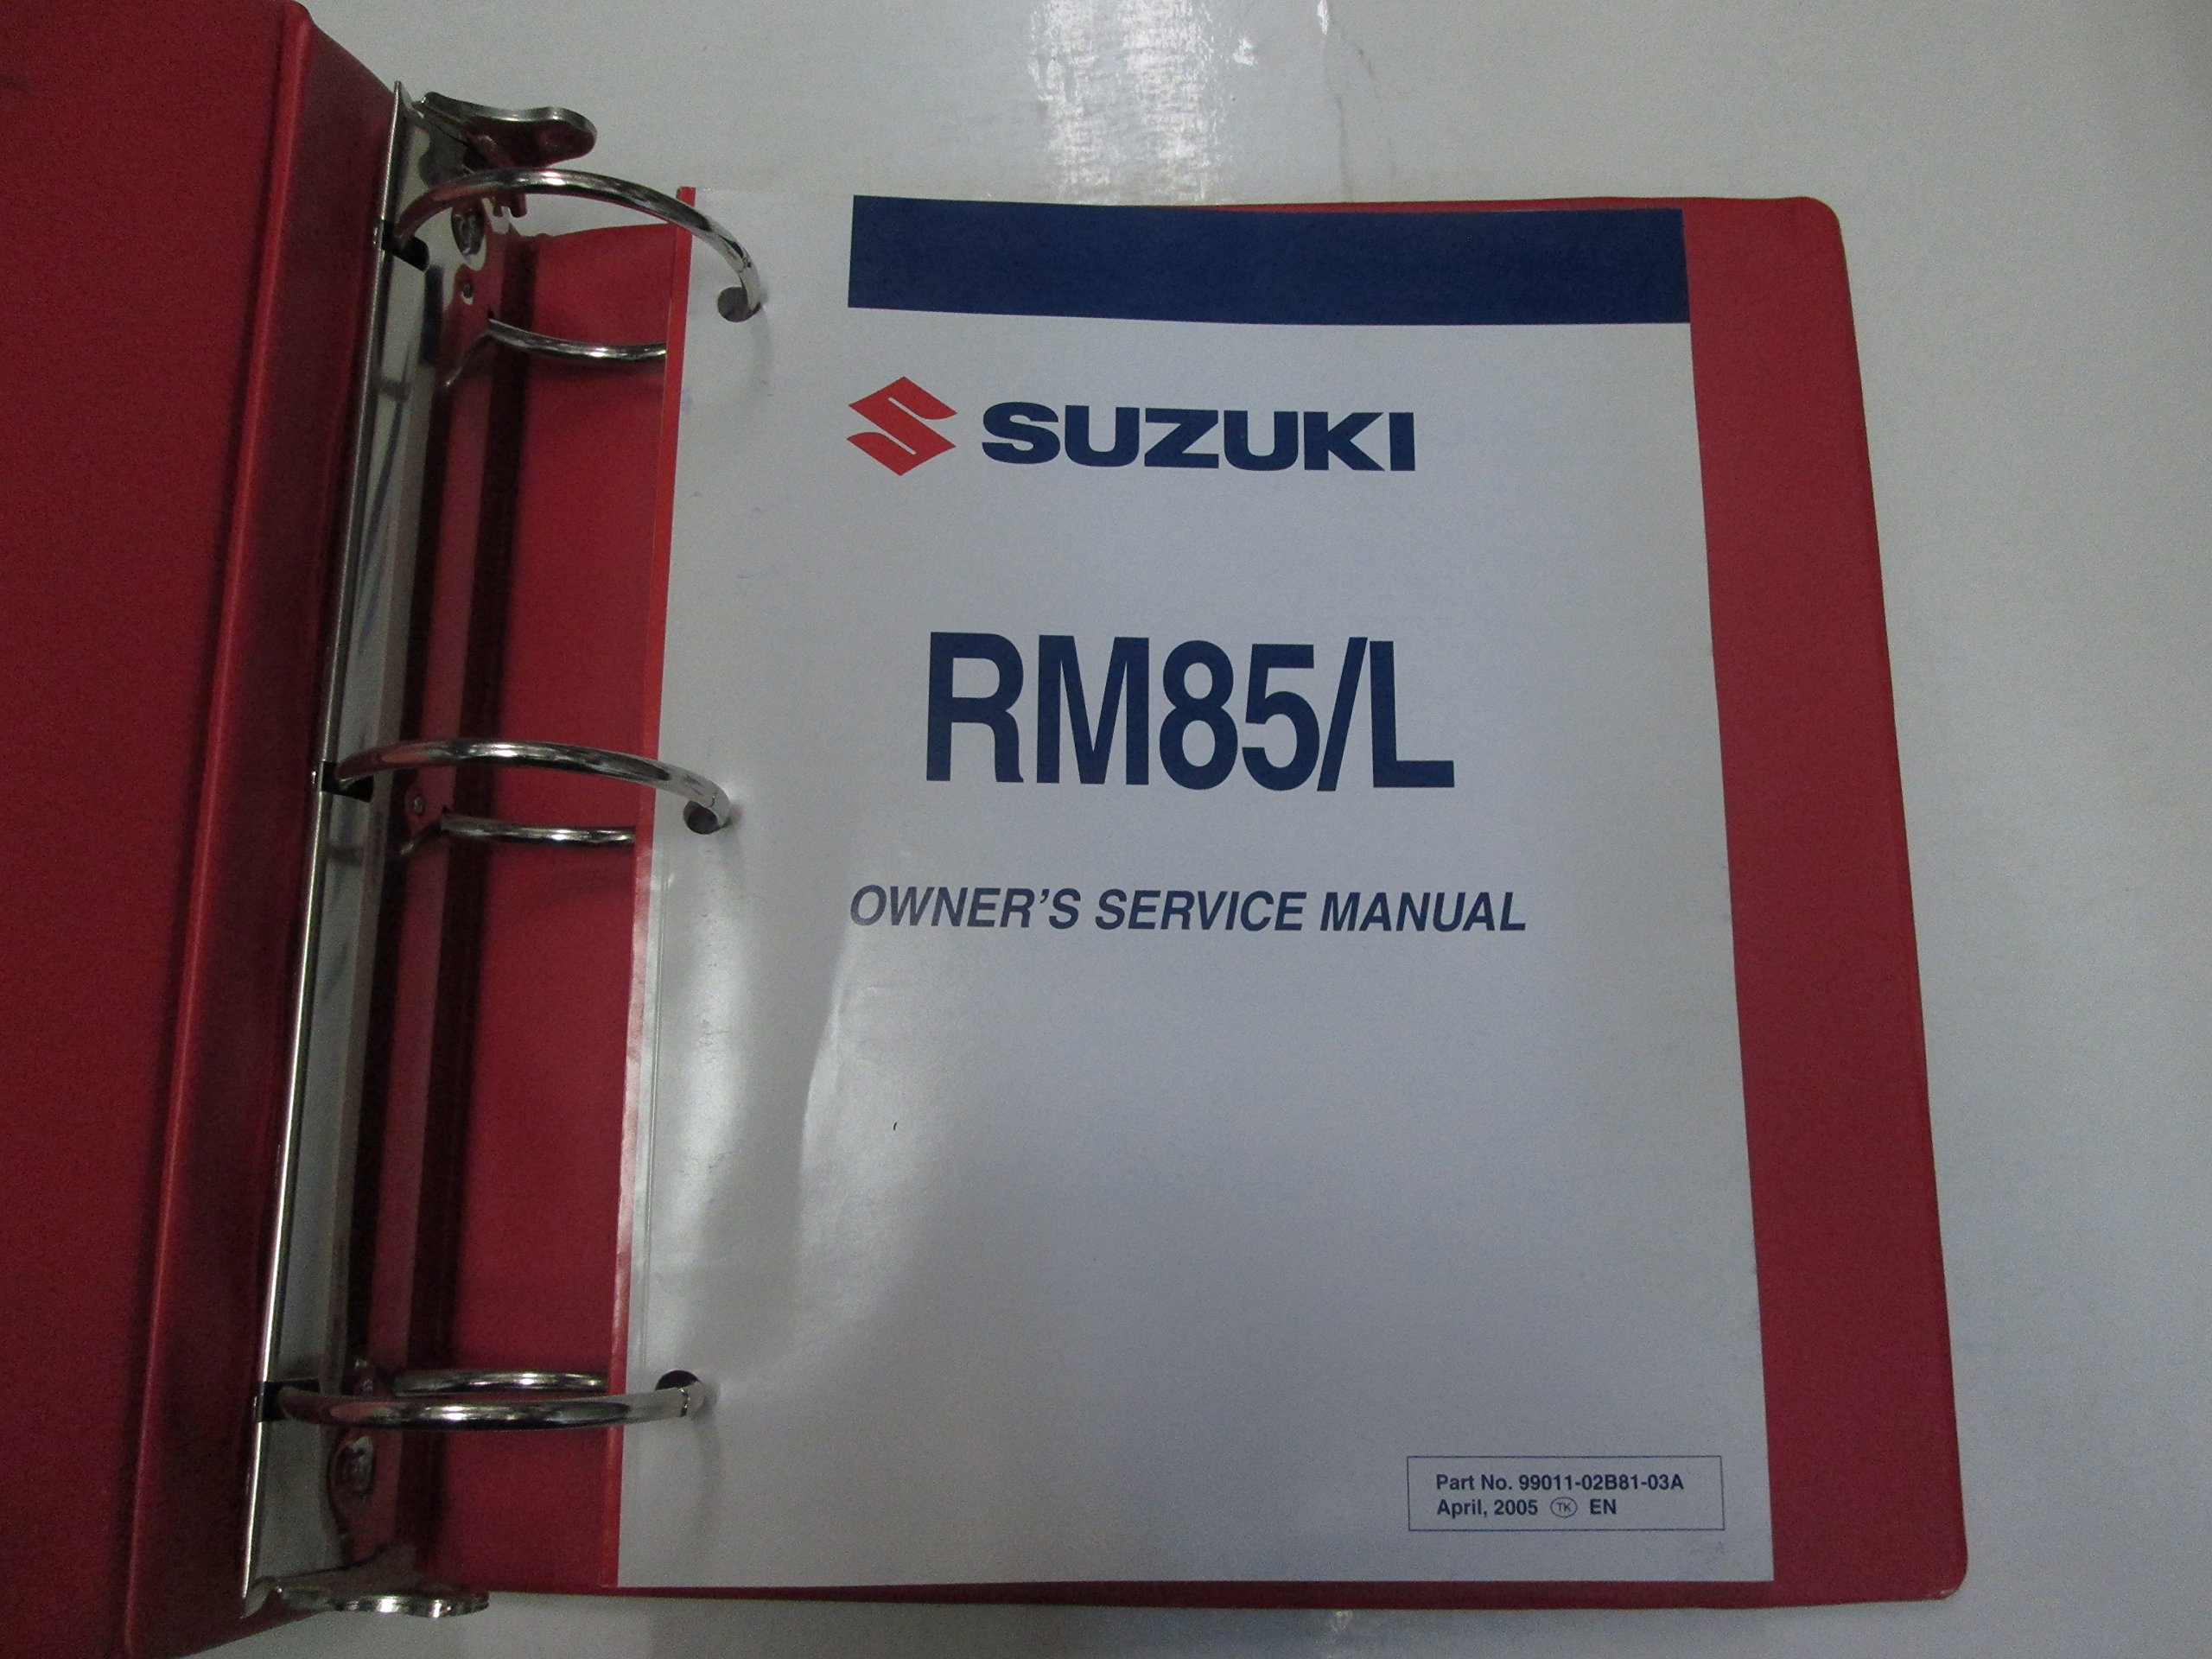 SUZUKI
RM85/L
OWNER'S SERVICE MANUAL
Part No. 99011-02B81-03A
April, 2005 TK EN